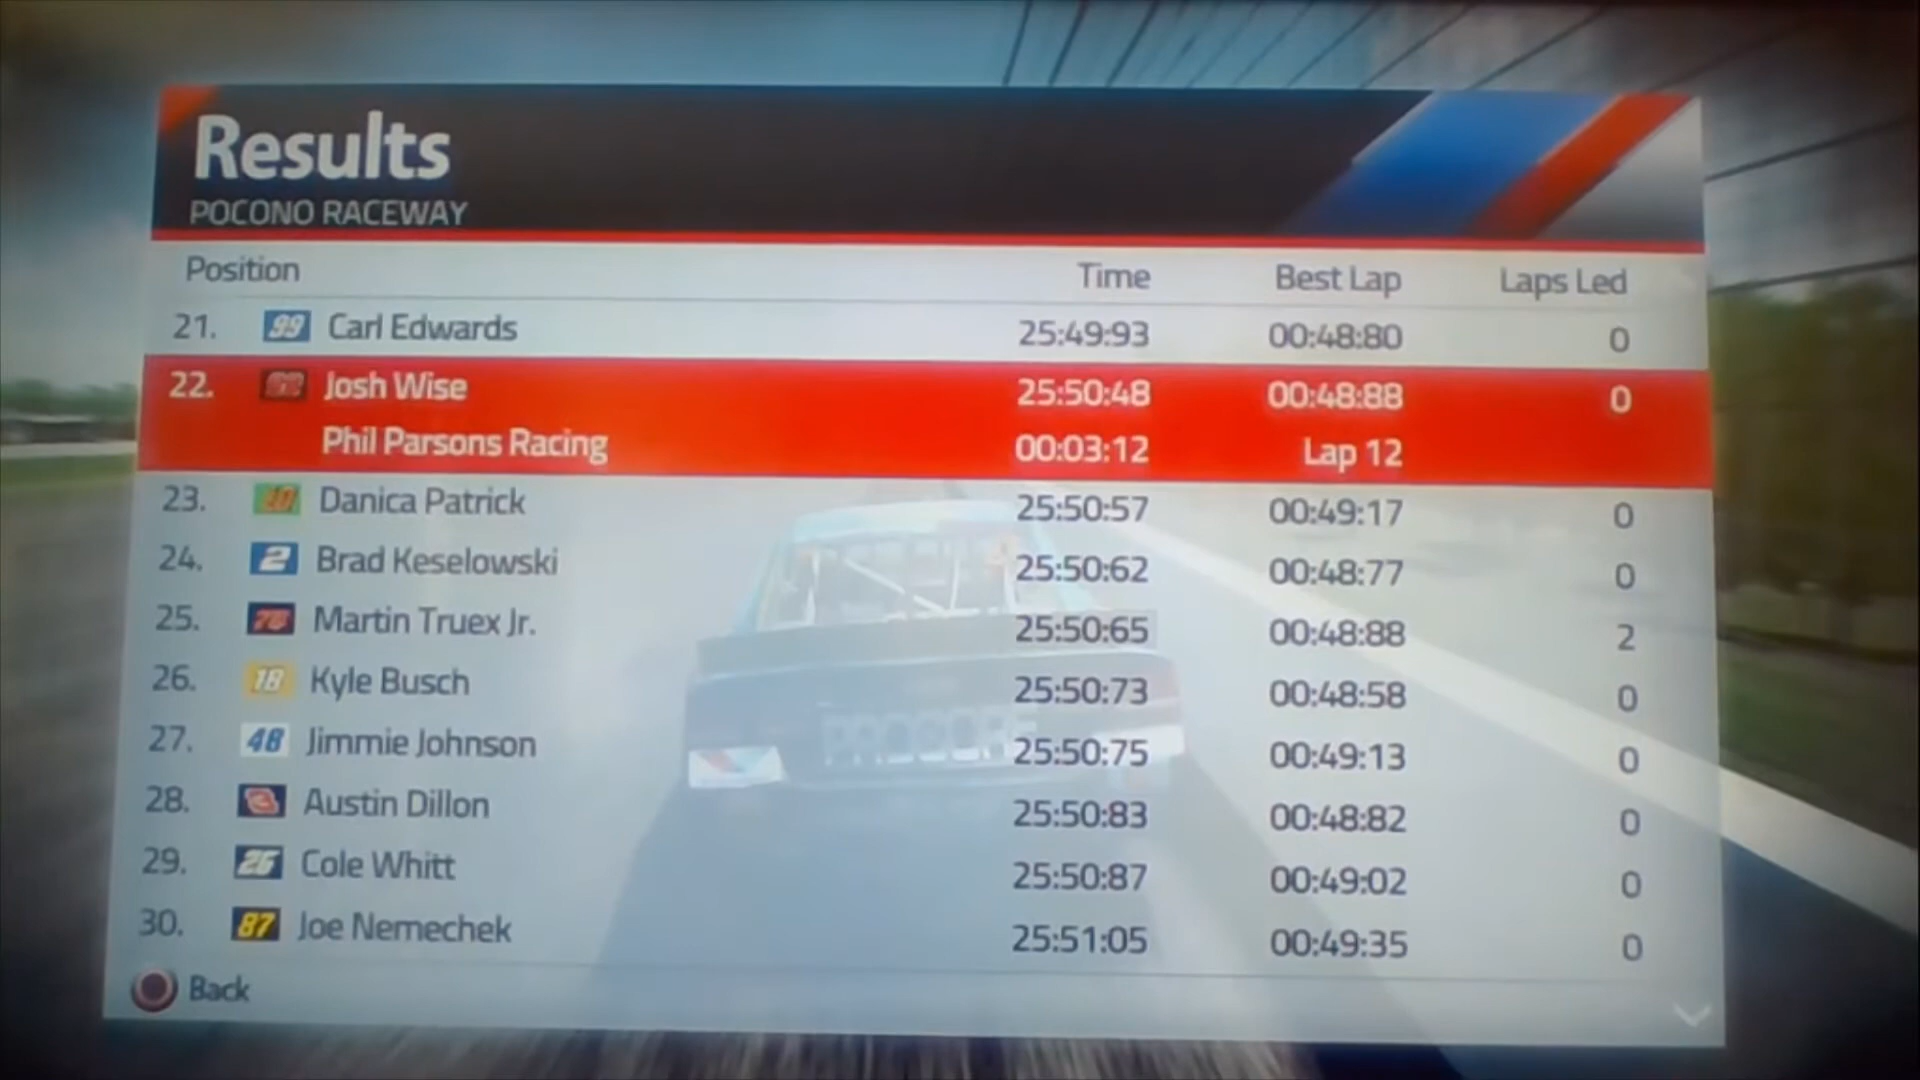 Results
POCONO RACEWAY
Position Time Best Lap Laps Led
21. 99 Carl Edwards 25:49:93 00:48:80 0
22. Josh Wise 25:50:48 00:48:88 0
Phil Parsons Racing 00:03:12 Lap 12
23. 10 Danica Patrick 25:50:57 00:49:17 0
24. 2 Brad Keselowski 25:50:62 00:48:77 0
25. 78 Martin Truex Jr. 25:50:65 00:48:88 2
26. 18 Kyle Busch 25:50:73 00:48:58 0
27. 48 Jimmie Johnson 25:50:75 00:49:13 0
28. 3 Austin Dillon 25:50:83 00:48:82 0
29. 26 Cole Whitt 25:50:87 00:49:02 0
30. 87 Joe Nemechek 25:51:05 00:49:35 0
Back